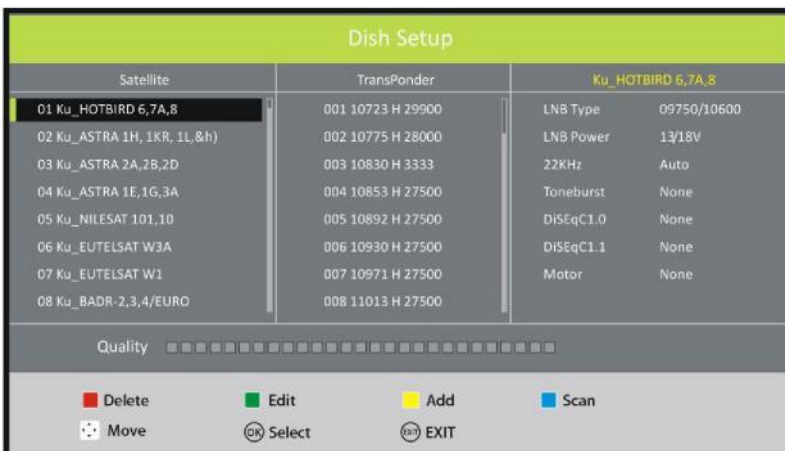 Dish Setup
Satellite
TransPonder
Ku_HOTBIRD 6,7A,8
01 Ku_HOTBIRD 6,7A,8
02 Ku_ASTRA 1H, 1KR, 1L,&h)
03 Ku_ASTRA 2A,2B,2D
04 Ku_ASTRA 1E,1G,3A
05 Ku_NILESAT 101,10
06 Ku_EUTELSAT W3A
07 Ku_EUTELSAT W1
08 Ku_BADR-2,3,4/EURO
001 10723 H 29900
002 10775 H 28000
003 10830 H 3333
004 10853 H 27500
005 10892 H 27500
006 10930 H 27500
007 10971 H 27500
008 11013 H 27500
LNB Type 09750/10600
LNB Power 13/18V
22KHz Auto
Toneburst None
DiSEqC1.0 None
DiSEqC1.1 None
Motor None
Quality
Delete Edit Add Scan
Move OK Select EXIT EXIT